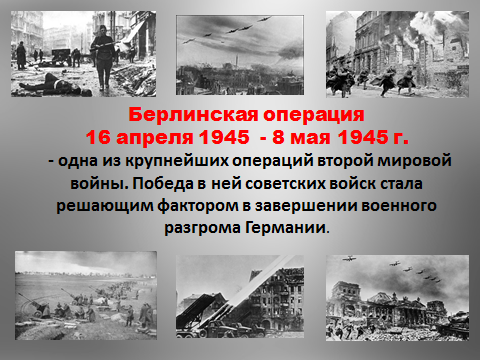 Берлинская операция
16 апреля 1945  - 8 мая 1945 г.
- одна из крупнейших операций второй мировой
войны. Победа в ней советских войск стала
решающим фактором в завершении военного
разгрома Германии.